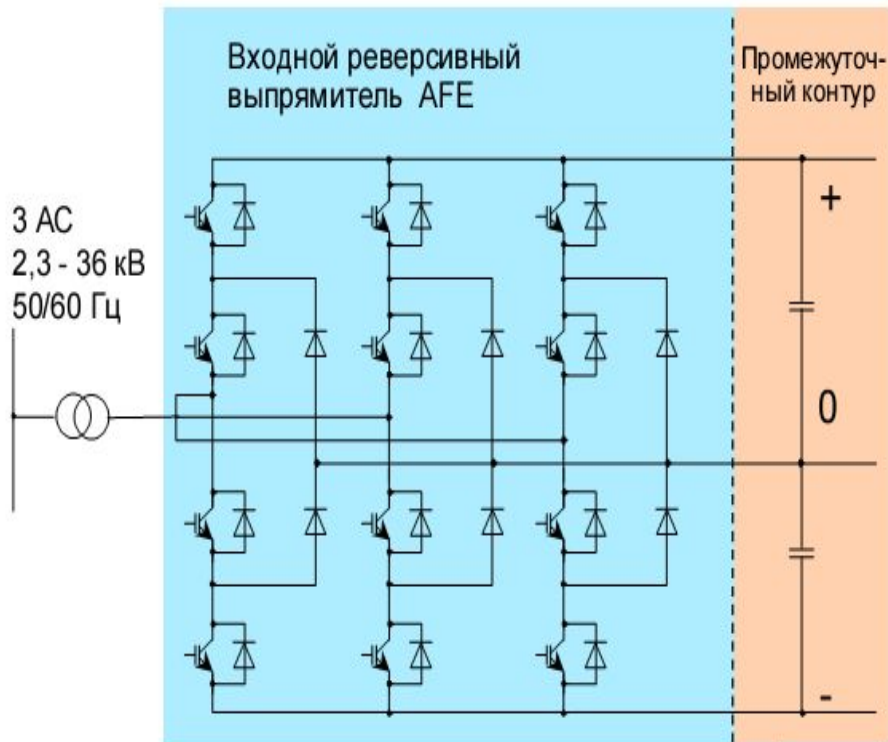 Входной реверсивный
выпрямитель AFE
Промежуточ-
ный контур
3 AC
2,3 - 36 кВ
50/60 Гц
+
0
-